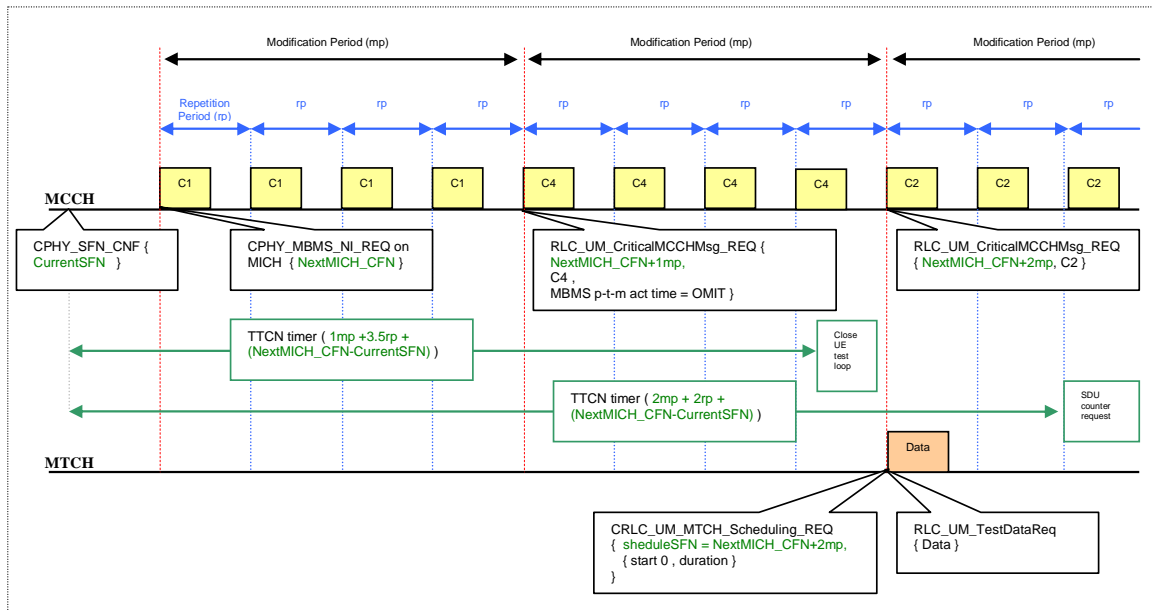 Modification Period (mp)
Modification Period (mp)
Modification Period (mp)
Repetition
Period (rp)
rp
rp
rp
rp
rp
rp
rp
rp
rp
rp
C1
C1
C1
C1
C4
C4
C4
C4
C2
C2
C2
MCCH
CPHY_SFN_CNF {
CurrentSFN }
CPHY_MBMS_NI_REQ on
MICH { NextMICH_CFN }
RLC_UM_CriticalMCCHMsg_REQ {
NextMICH_CFN+1mp,
C4 ,
MBMS p-t-m act time = OMIT }
RLC_UM_CriticalMCCHMsg_REQ
{ NextMICH_CFN+2mp, C2 }
TTCN timer ( 1mp +3.5rp +
(NextMICH_CFN-CurrentSFN) )
Close
UE
test
loop
TTCN timer ( 2mp + 2rp +
(NextMICH_CFN-CurrentSFN) )
SDU
counter
request
Data
MTCH
CRLC_UM_MTCH_Scheduling_REQ
{ sheduleSFN = NextMICH_CFN+2mp,
{ start 0 , duration }
}
RLC_UM_TestDataReq
{ Data }